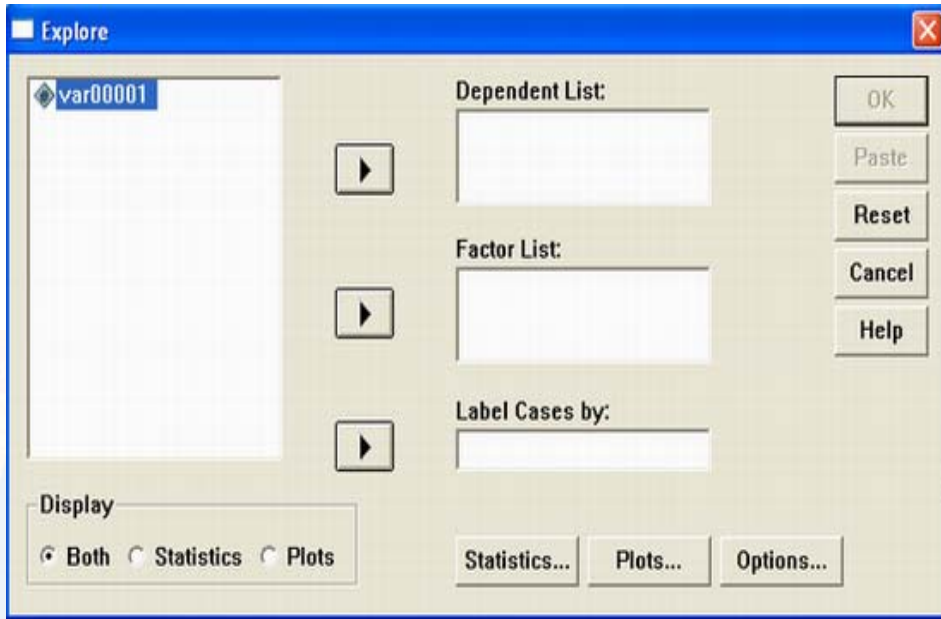 Explore
var00001
Dependent List:
Factor List:
Label Cases by:
OK
Paste
Reset
Cancel
Help
Display
Both Statistics Plots
Statistics... Plots... Options...